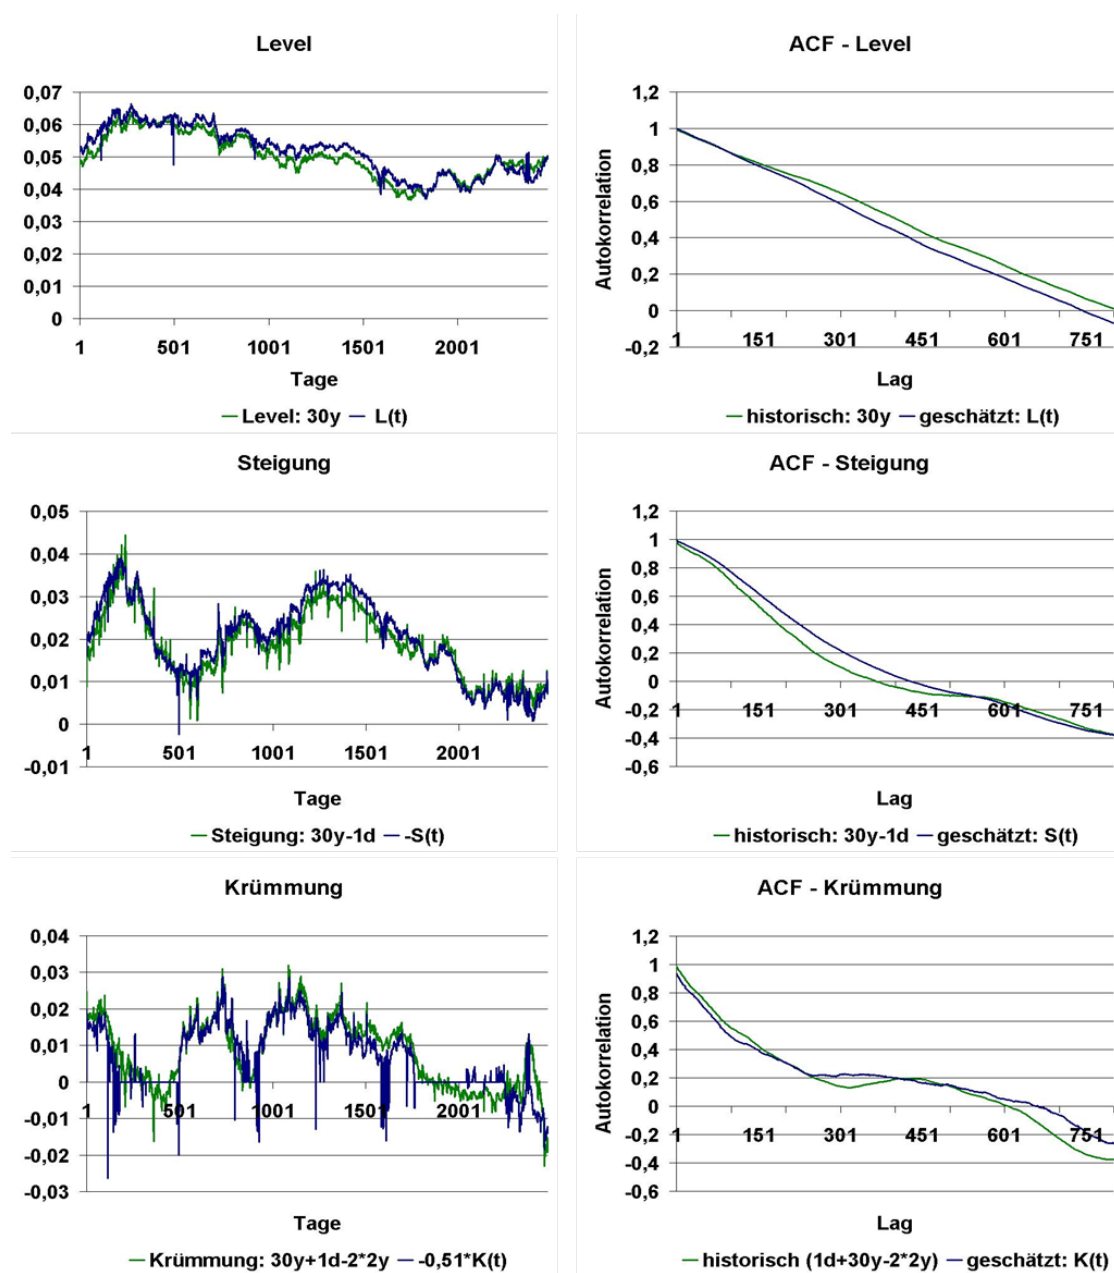 Level
0,07
0,06
0,05
0,04
0,03
0,02
0,01
0
1 501 1001 1501 2001
Tage
Level: 30y L(t)
ACF - Level
Autokorrelation
1,2
1
0,8
0,6
0,4
0,2
0
-0,2
1 151 301 451 601 751
Lag
historisch: 30y geschätzt: L(t)
Steigung
0,05
0,04
0,03
0,02
0,01
0
-0,01
1 501 1001 1501 2001
Tage
Steigung: 30y-1d -S(t)
ACF - Steigung
Autokorrelation
1,2
1
0,8
0,6
0,4
0,2
0
-0,2
-0,4
-0,6
1 151 301 451 601 751
Lag
historisch: 30y-1d geschätzt: S(t)
Krümmung
0,04
0,03
0,02
0,01
0
-0,01
-0,02
-0,03
1 501 1001 1501 2001
Tage
Krümmung: 30y+1d-2*2y -0,51*K(t)
ACF - Krümmung
Autokorrelation
1,2
1
0,8
0,6
0,4
0,2
0
-0,2
-0,4
-0,6
1 151 301 451 601 751
Lag
historisch (1d+30y-2*2y) geschätzt: K(t)